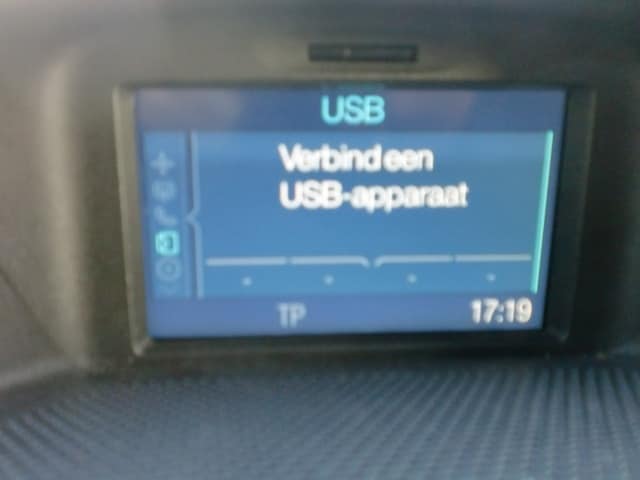 USB
Verbind een
USB-apparaat
TP
17:19